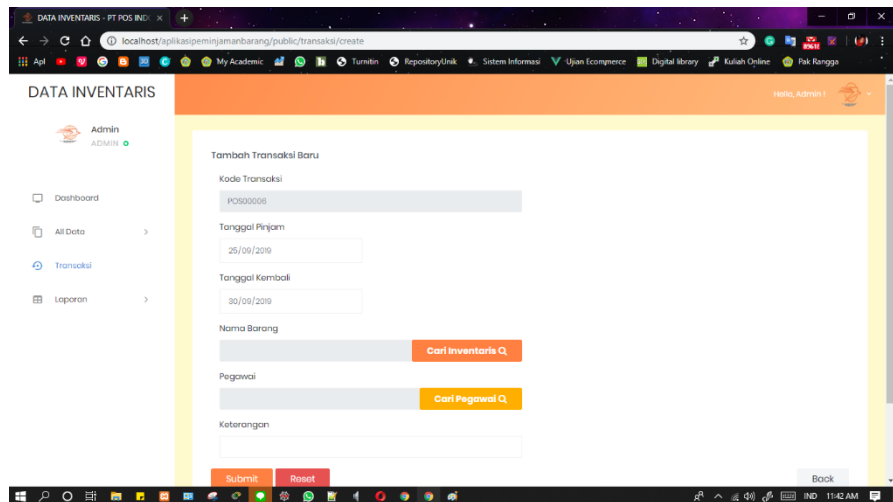 DATA INVENTARIS - PT POS IND
localhost/aplikasipeminjamanbarang/public/transaksi/create
Apl
My Academic
Turnitin
RepositoryUnik
Sistem Informasi
Ujian Ecommerce
Digital library
Kuliah Online
Pak Rangga
DATA INVENTARIS
Hello, Admin !
Admin
ADMIN
Dashboard
All Data
Transaksi
Laporan
Tambah Transaksi Baru
Kode Transaksi
POS00006
Tanggal Pinjam
25/09/2019
Tanggal Kembali
30/09/2019
Nama Barang
Cari Inventaris
Pegawai
Cari Pegawai
Keterangan
Submit
Reset
Back
IND
11:42 AM